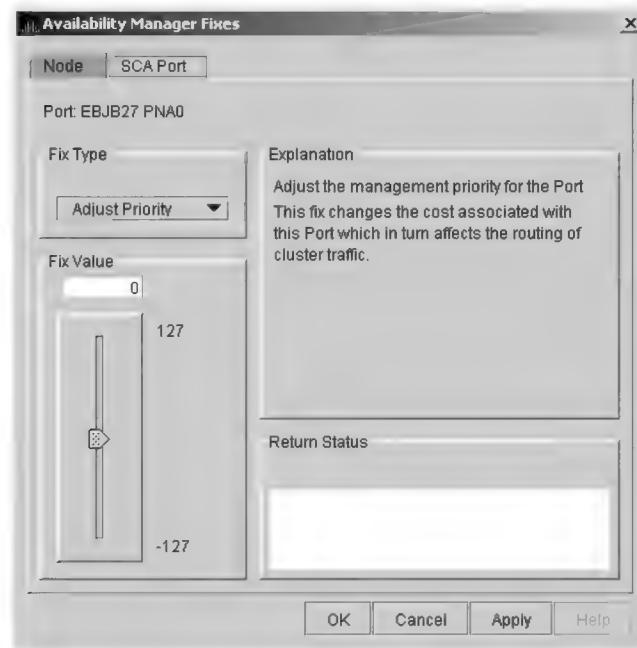 Availability Manager Fixes
Node
SCA Port
Port: EBJB27 PNA0
Fix Type
Adjust Priority
Explanation
Adjust the management priority for the Port
This fix changes the cost associated with
this Port which in turn affects the routing of
cluster traffic.
Fix Value
0
127
-127
Return Status
OK
Cancel
Apply
Help